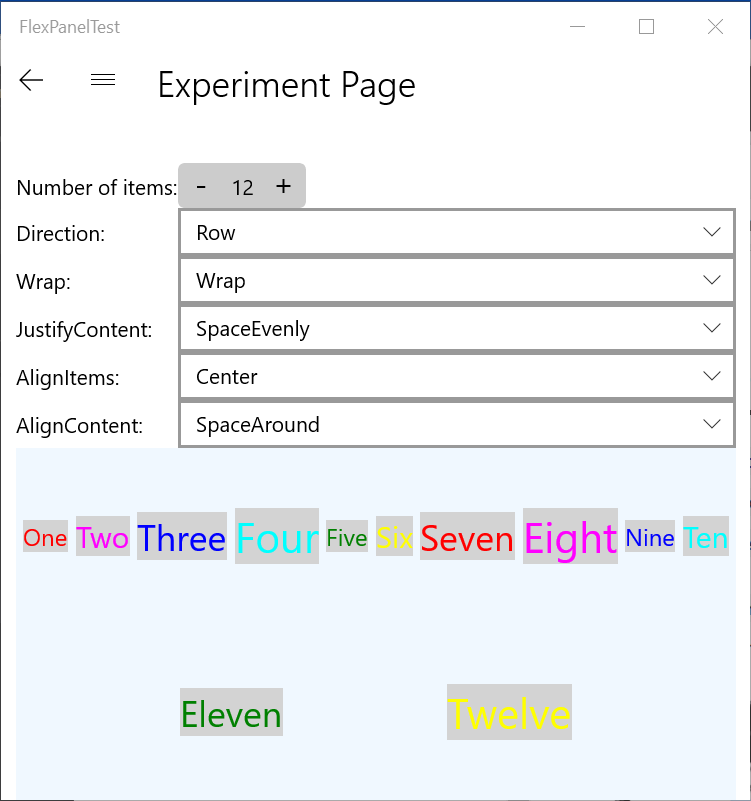 FlexPanelTest
Experiment Page
Number of items: - 12 +
Direction: Row
Wrap: Wrap
JustifyContent: SpaceEvenly
AlignItems: Center
AlignContent: SpaceAround
One Two Three Four Five Six Seven Eight Nine Ten
Eleven Twelve